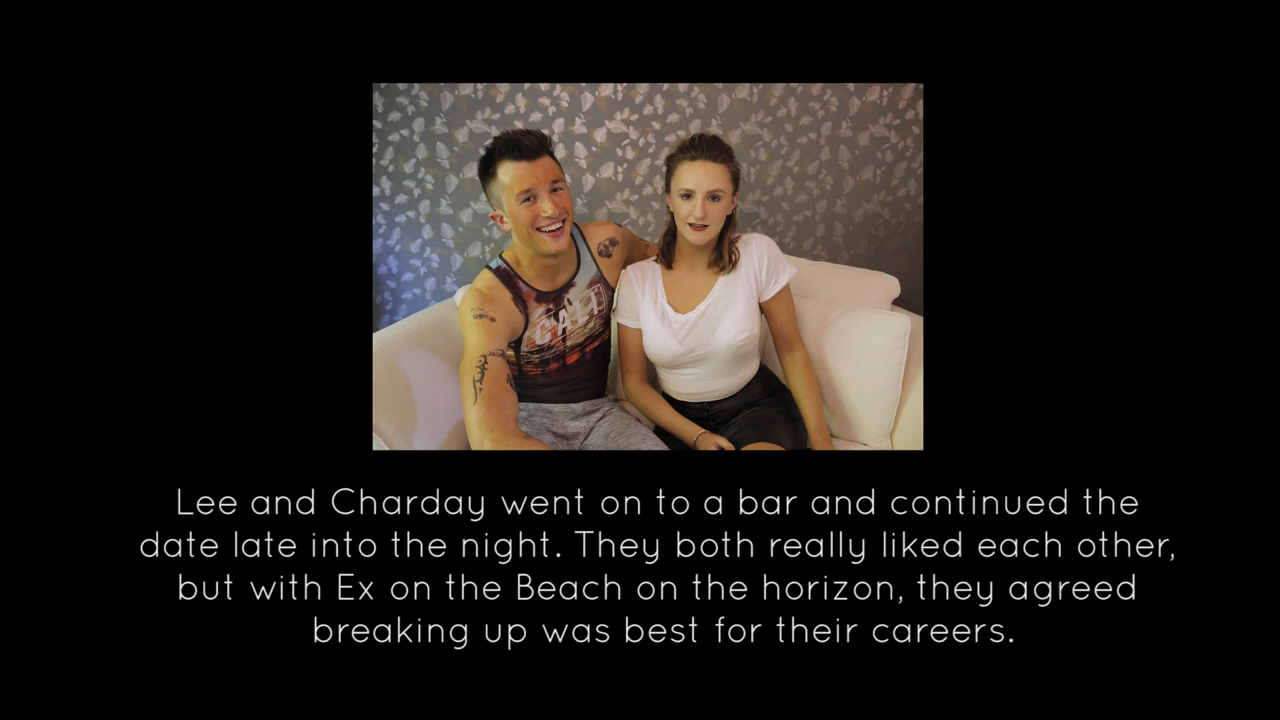 CALI
Lee and Charday went on to a bar and continued the
date late into the night. They both really liked each other,
but with Ex on the Beach on the horizon, they agreed
breaking up was best for their careers.